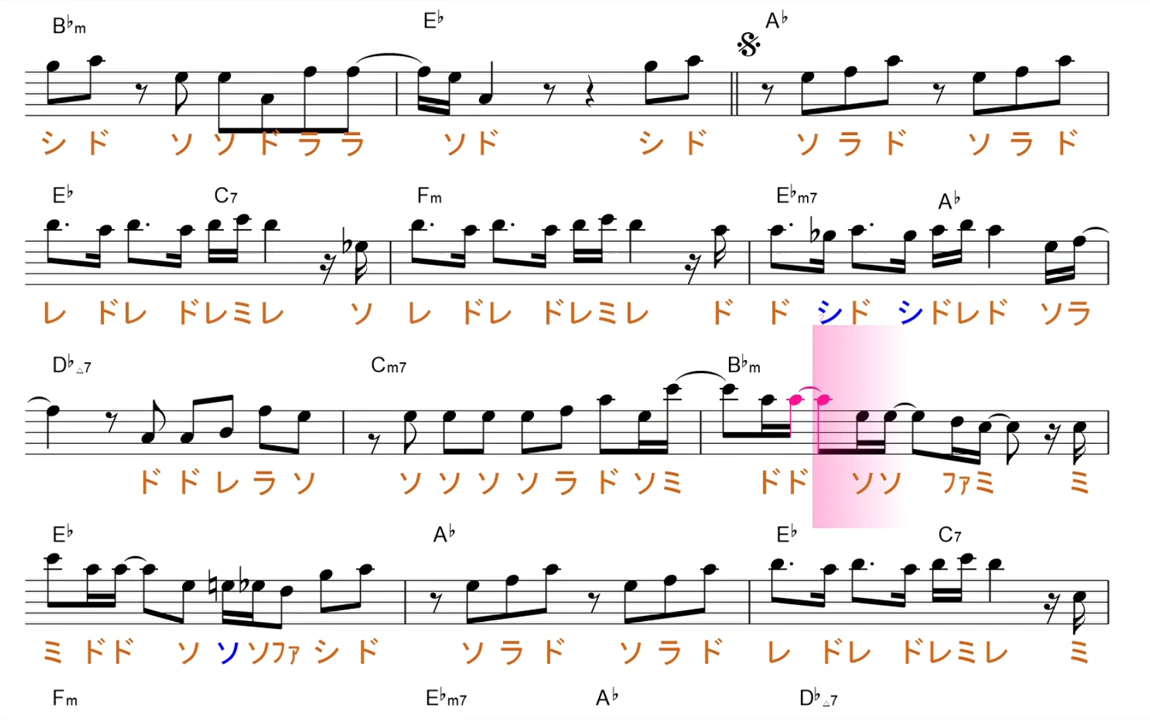 B♭m E♭ A♭
シ ド ソ ソ ド ラ ラ ソ ド シ ド ソ ラ ド ソ ラ ド
E♭ C7 Fm E♭m7 A♭
レ ド レ ド レ ミ レ ソ レ ド レ ド レ ミ レ ド ド シ ド シ ド レ ド ソ ラ
D♭△7 Cm7 B♭m
ド ド レ ラ ソ ソ ソ ソ ソ ラ ド ソ ミ ド ド ソ ソ ファ ミ ミ
E♭ A♭ E♭ C7
ミ ド ド ソ ソ ソ ファ シ ド ソ ラ ド ソ ラ ド レ ド レ ド レ ミ レ ミ
Fm E♭m7 A♭ D♭△7